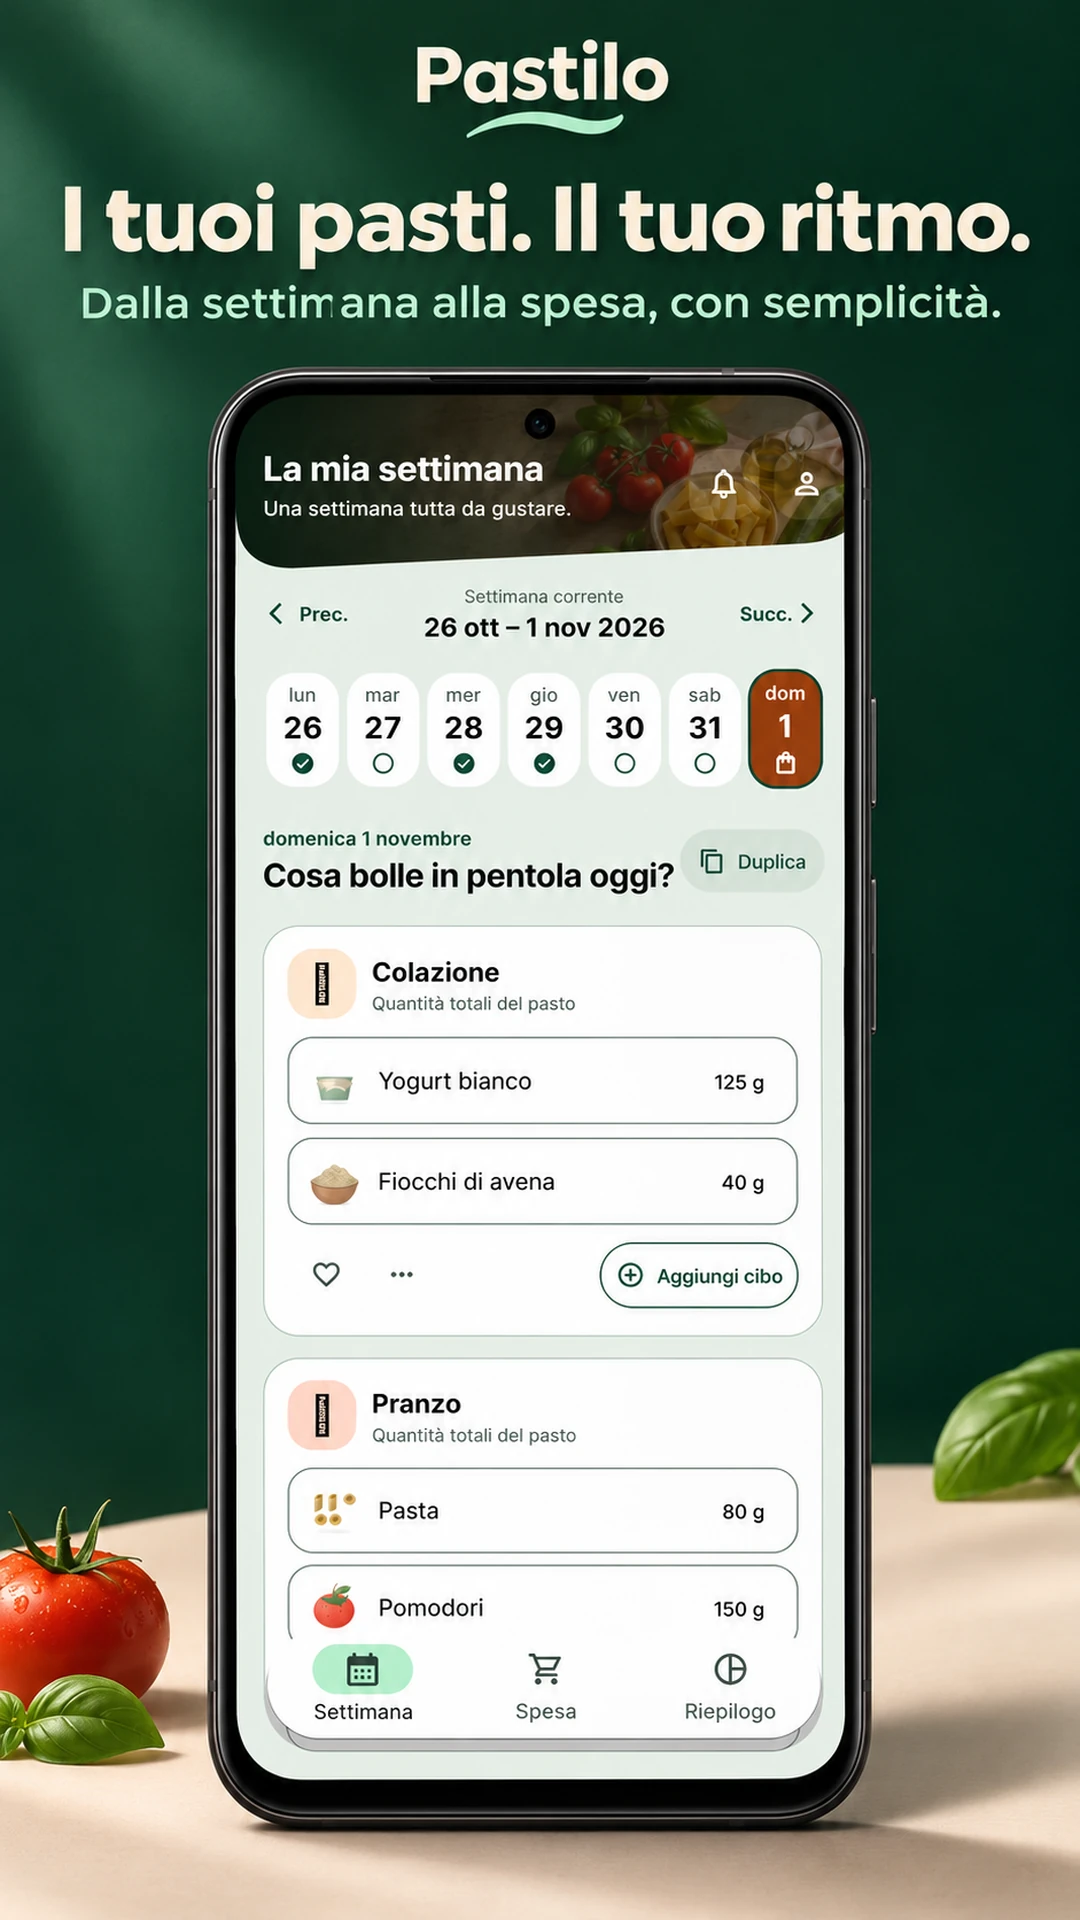 Pastilo
I tuoi pasti. Il tuo ritmo.
Dalla settimana alla spesa, con semplicità.
La mia settimana
Una settimana tutta da gustare.
Settimana corrente
Prec.
26 ott – 1 nov 2026
Succ.
lun mar mer gio ven sab dom
26 27 28 29 30 31 1
domenica 1 novembre
Cosa bolle in pentola oggi?
Duplica
Colazione
Quantità totali del pasto
Yogurt bianco 125 g
Fiocchi di avena 40 g
Aggiungi cibo
Pranzo
Quantità totali del pasto
Pasta 80 g
Pomodori 150 g
Settimana Spesa Riepilogo